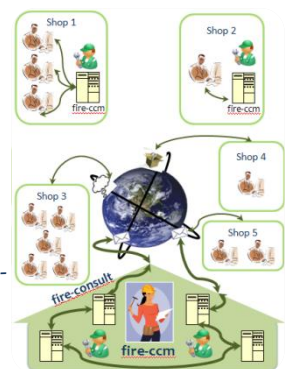 Shop 1
Shop 2
fire-ccm
fire-ccm
Shop 4
Shop 3
Shop 5
fire-consult
fire-ccm